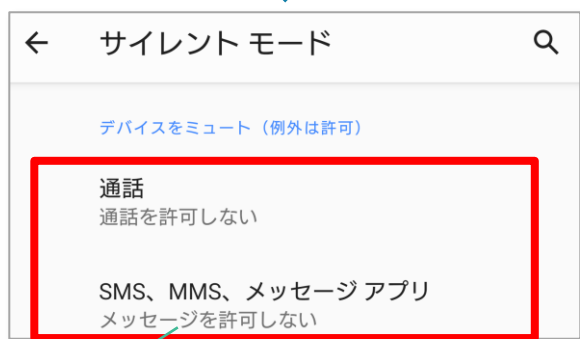 サイレント モード
デバイスをミュート（例外は許可）
通話
通話を許可しない
SMS、MMS、メッセージ アプリ
メッセージを許可しない